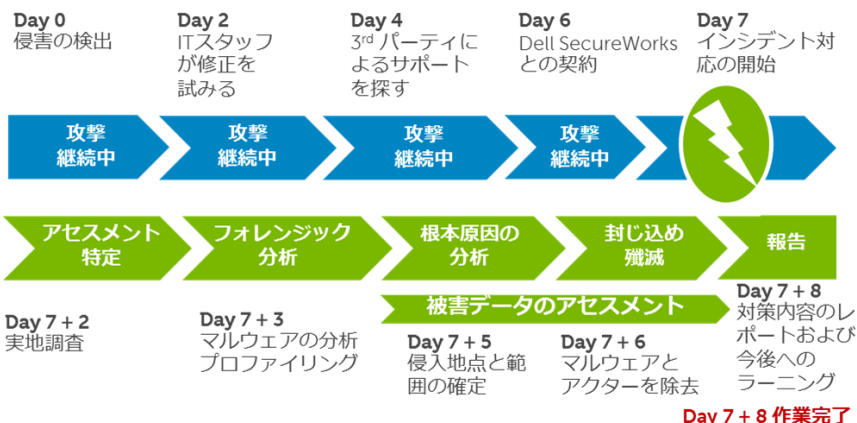 Day 0
侵害の検出
Day 2
ITスタッフ
が修正を
試みる
Day 4
3rd パーティに
よるサポート
を探す
Day 6
Dell SecureWorks
との契約
Day 7
インシデント対
応の開始
攻撃
継続中
攻撃
継続中
攻撃
継続中
攻撃
継続中
アセスメント
特定
フォレンジック
分析
根本原因の
分析
封じ込め
殲滅
報告
被害データのアセスメント
Day 7 + 2
実地調査
Day 7 + 3
マルウェアの分析
プロファイリング
Day 7 + 5
侵入地点と範
囲の確定
Day 7 + 6
マルウェアと
アクターを除去
Day 7 + 8
対策内容のレ
ポートおよび
今後への
ラーニング
Day 7 + 8 作業完了